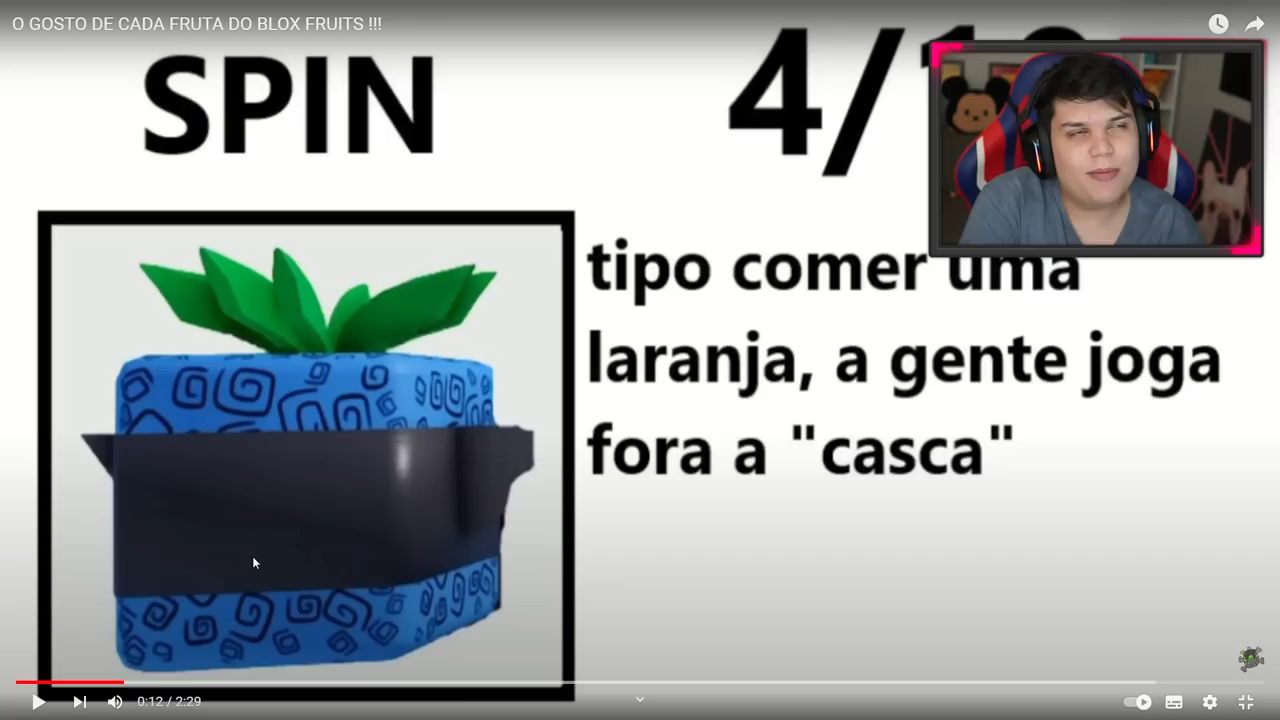 O GOSTO DE CADA FRUTA DO BLOX FRUITS !!!
SPIN
4/1
tipo comer uma
laranja, a gente joga
fora a "casca"
0:12 / 2:29